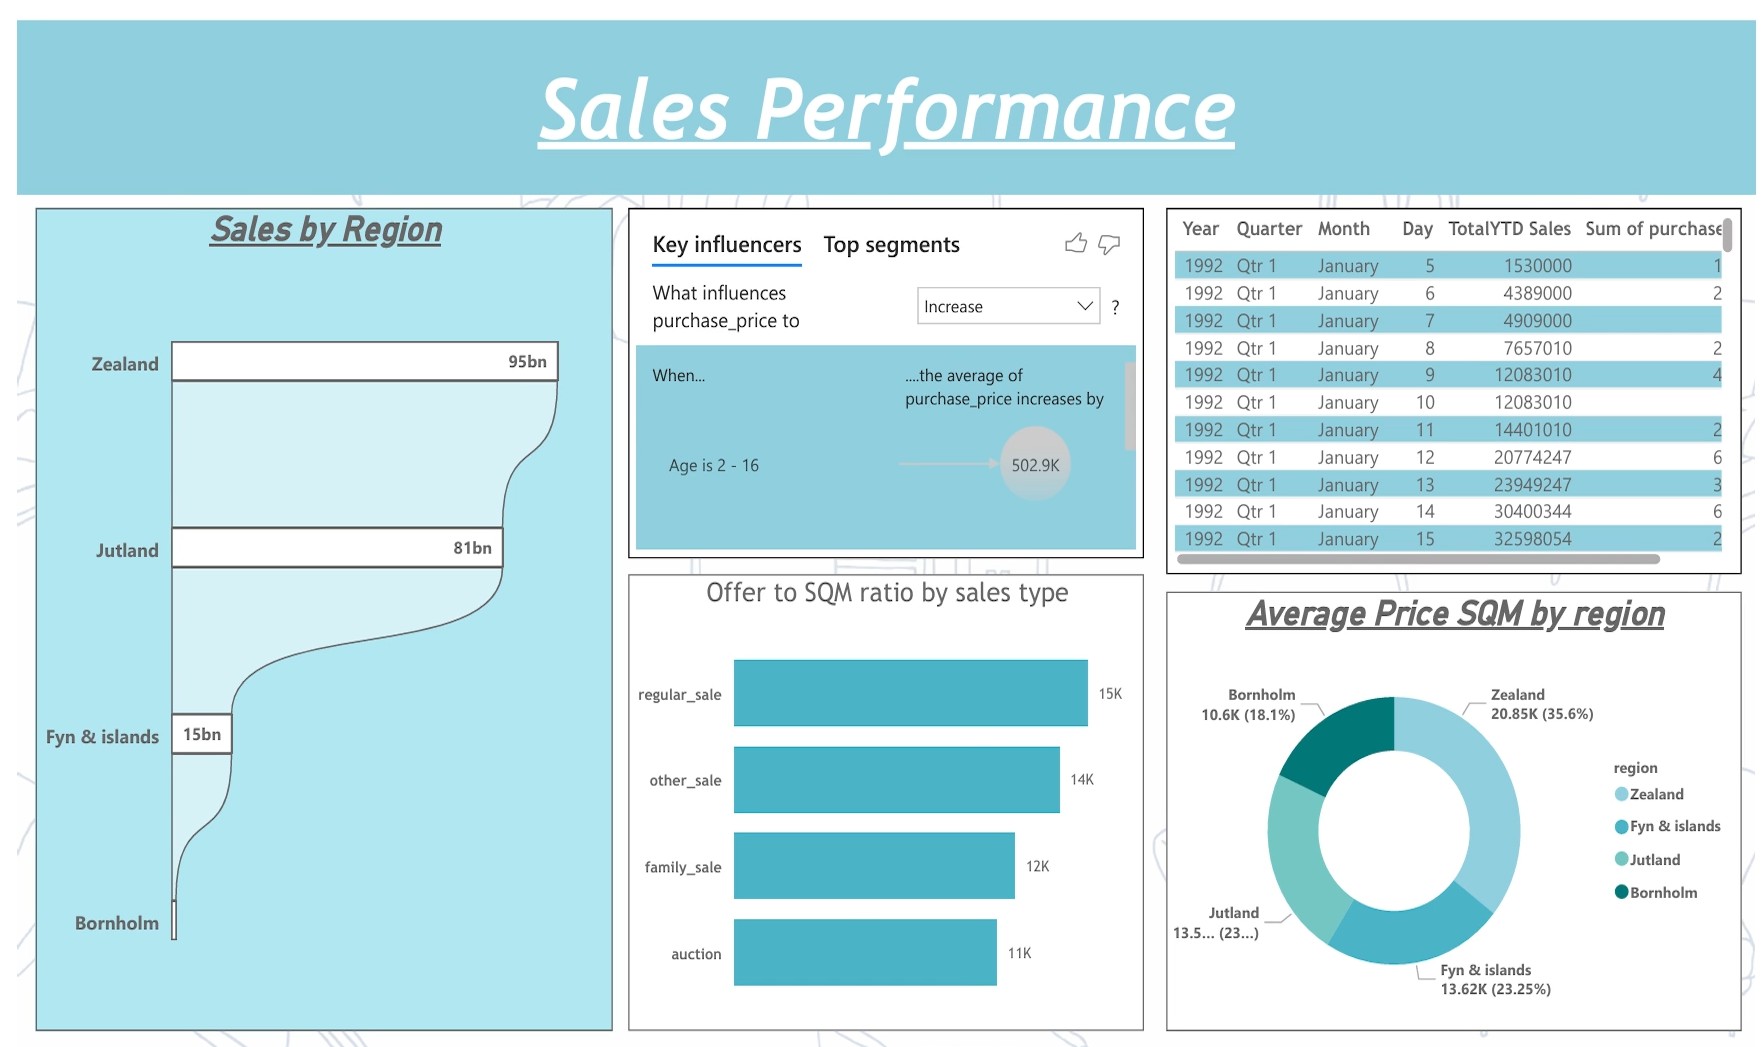 Sales Performance
Sales by Region
Zealand
95bn
Jutland
81bn
Fyn & islands
15bn
Bornholm
Key influencers Top segments
What influences
purchase_price to
Increase
?
When...
....the average of
purchase_price increases by
Age is 2 - 16
502.9K
Offer to SQM ratio by sales type
regular_sale 15K
other_sale 14K
family_sale 12K
auction 11K
Year Quarter Month Day TotalYTD Sales Sum of purchase
1992 Qtr 1 January 5 1530000 1
1992 Qtr 1 January 6 4389000 2
1992 Qtr 1 January 7 4909000
1992 Qtr 1 January 8 7657010 2
1992 Qtr 1 January 9 12083010 4
1992 Qtr 1 January 10 12083010
1992 Qtr 1 January 11 14401010 2
1992 Qtr 1 January 12 20774247 6
1992 Qtr 1 January 13 23949247 3
1992 Qtr 1 January 14 30400344 6
1992 Qtr 1 January 15 32598054 2
Average Price SQM by region
Bornholm
10.6K (18.1%)
Zealand
20.85K (35.6%)
Jutland
13.5... (23...)
Fyn & islands
13.62K (23.25%)
region
Zealand
Fyn & islands
Jutland
Bornholm